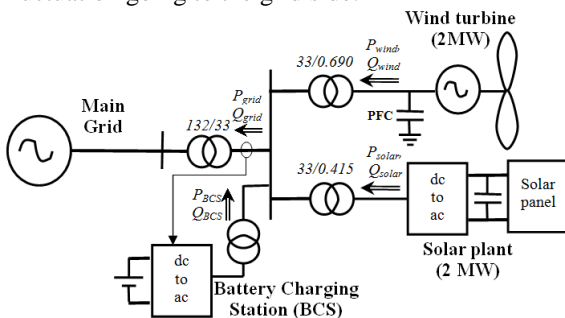 Wind turbine
(2MW)
P_wind,
Q_wind
33/0.690
PFC
P_grid
Q_grid
Main
Grid
132/33
33/0.415
P_solar,
Q_solar
dc
to
ac
Solar
panel
Solar plant
(2 MW)
P_BCS
Q_BCS
dc
to
ac
Battery Charging
Station (BCS)